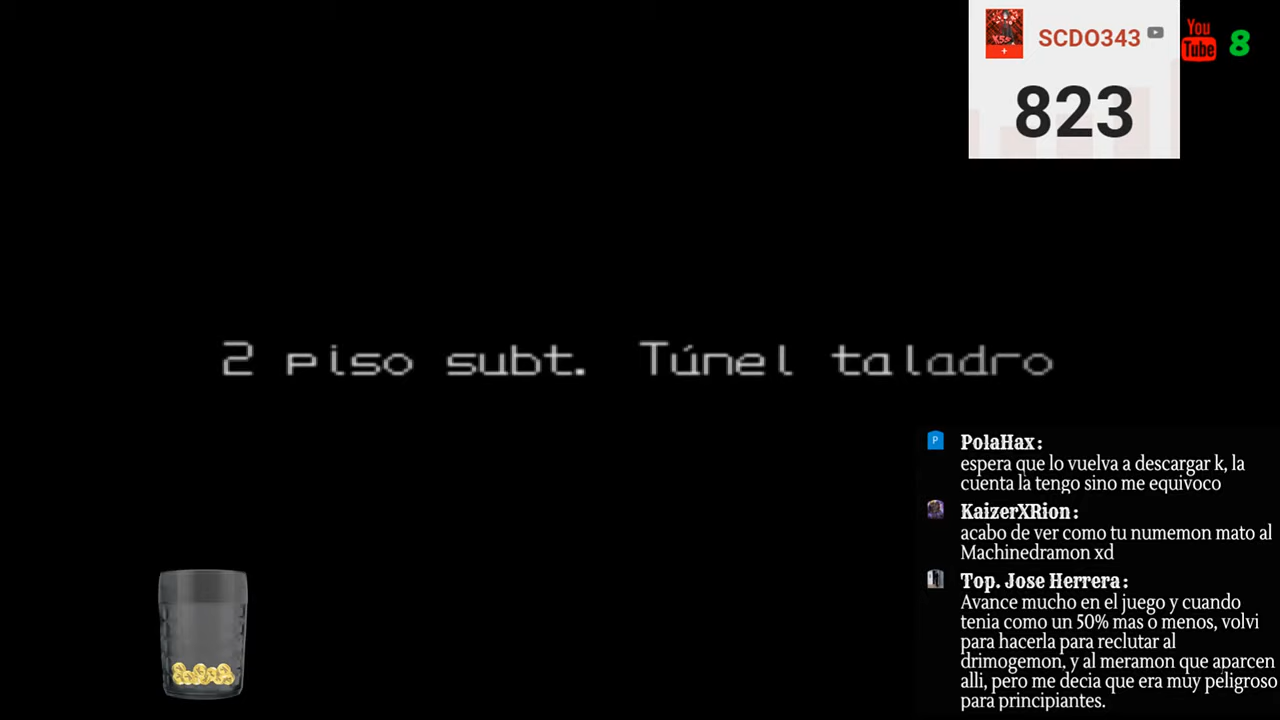 SCDO343
You
Tube
8
823
2 piso subt. Túnel taladro
P
PolaHax:
espera que lo vuelva a descargar k, la
cuenta la tengo sino me equivoco
KaizerXRion:
acabo de ver como tu numemon mato al
Machinedramon xd
Top. Jose Herrera:
Avance mucho en el juego y cuando
tenia como un 50% mas o menos, volvi
para hacerla para reclutar al
drimogemon, y al meramon que aparcen
alli, pero me decia que era muy peligroso
para principiantes.